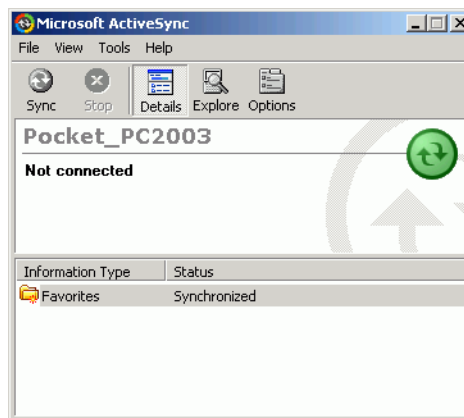 Microsoft ActiveSync
File View Tools Help
Sync Stop Details Explore Options
Pocket_PC2003
Not connected
Information Type Status
Favorites Synchronized